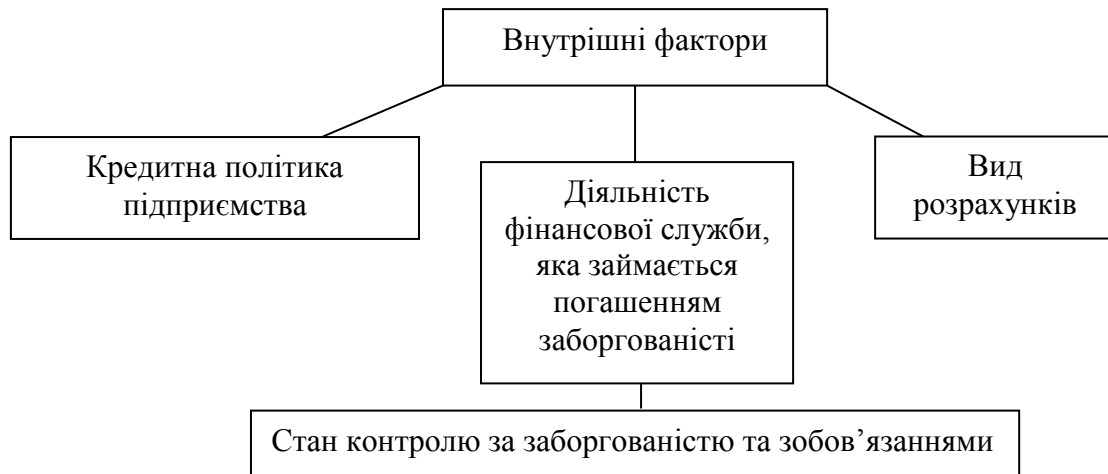 Внутрішні фактори
Кредитна політика
підприємства
Діяльність
фінансової служби,
яка займається
погашенням
заборгованісті
Вид
розрахунків
Стан контролю за заборгованістю та зобов’язаннями